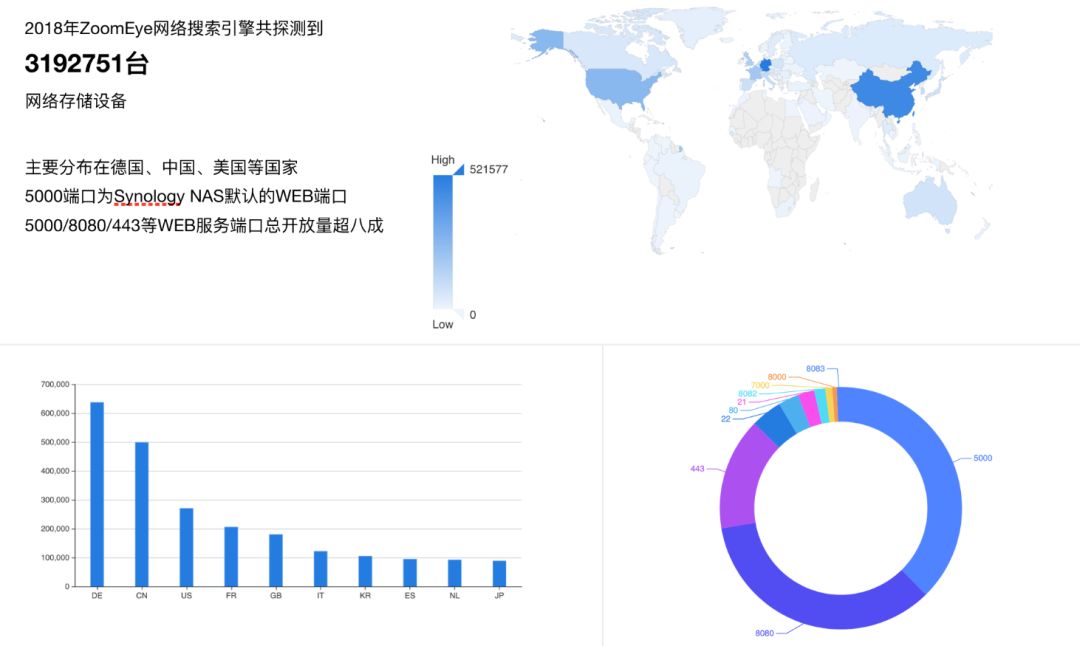 2018年ZoomEye网络搜索引擎共探测到
3192751台
网络存储设备
主要分布在德国、中国、美国等国家
5000端口为Synology NAS默认的WEB端口
5000/8080/443等WEB服务端口总开放量超八成
High
521577
0
Low
700,000
600,000
500,000
400,000
300,000
200,000
100,000
0
DE CN US FR GB IT KR ES NL JP
8083
8000
7000
8082
21
80
22
443
5000
8080